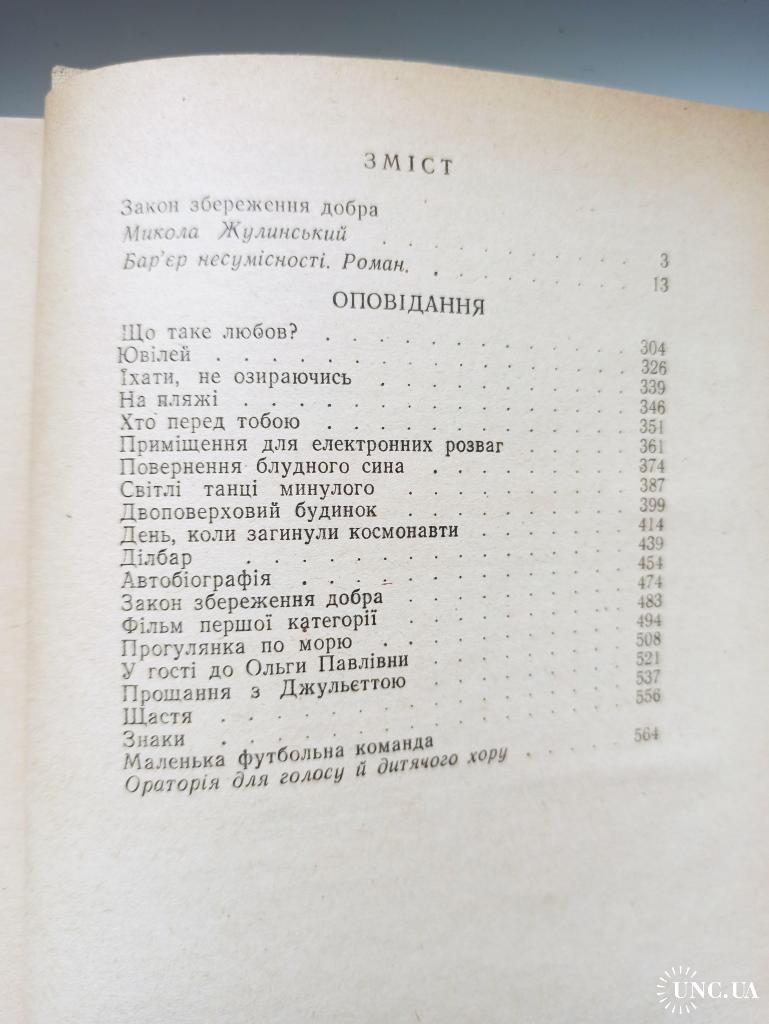 ЗМІСТ
Закон збереження добра
Микола Жулинський . . . . . . . . . . . 3
Бар'єр несумісності. Роман. . . . . . . . . . 13
ОПОВІДАННЯ
Що таке любов? . . . . . . . . . . . . 304
Ювілей . . . . . . . . . . . . . . . 326
Їхати, не озираючись . . . . . . . . . . 339
На пляжі . . . . . . . . . . . . . . 346
Хто перед тобою . . . . . . . . . . . . 351
Приміщення для електронних розваг . . . . . 361
Повернення блудного сина . . . . . . . . 374
Світлі танці минулого . . . . . . . . . . 387
Двоповерховий будинок . . . . . . . . . 399
День, коли загинули космонавти . . . . . . 414
Ділбар . . . . . . . . . . . . . . . 439
Автобіографія . . . . . . . . . . . . . 454
Закон збереження добра . . . . . . . . . 474
Фільм першої категорії . . . . . . . . . . 483
Прогулянка по морю . . . . . . . . . . . 494
У гості до Ольги Павлівни . . . . . . . . 508
Прощання з Джульєттою . . . . . . . . . 521
Щастя . . . . . . . . . . . . . . . 537
Знаки . . . . . . . . . . . . . . . 556
Маленька футбольна команда
Ораторія для голосу й дитячого хору . . . . . 564
UNC.UA